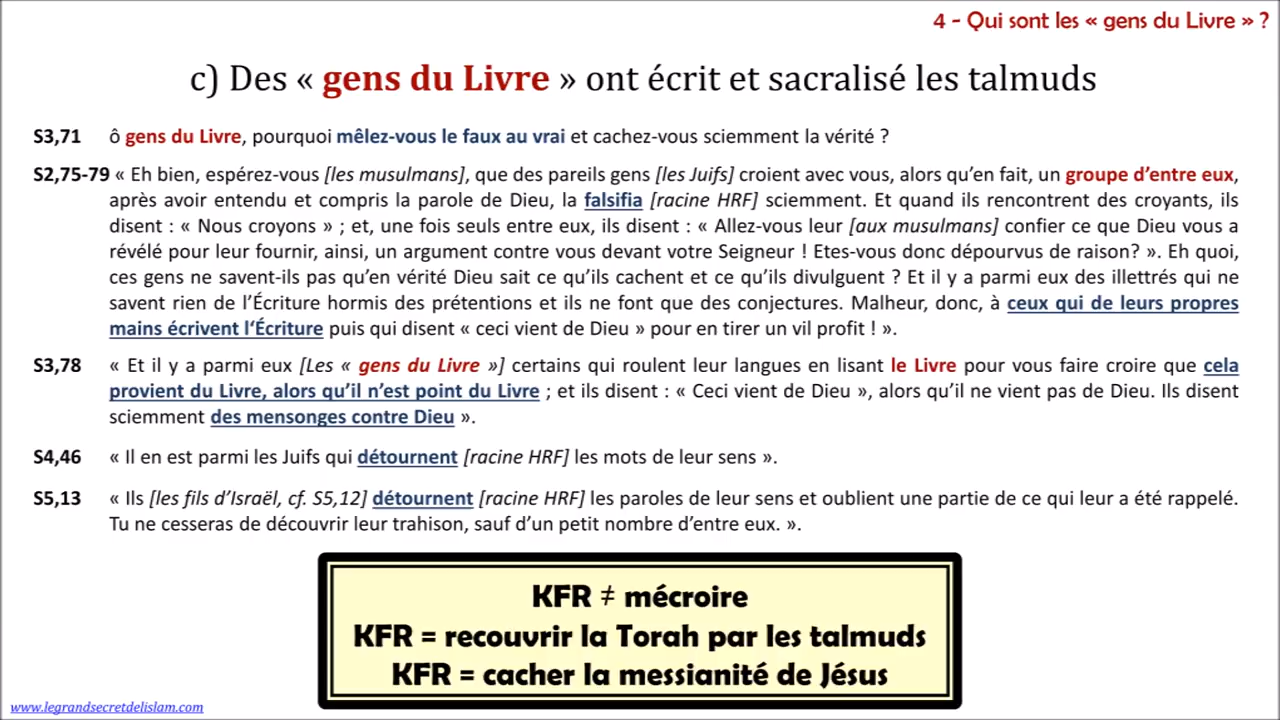 4 - Qui sont les « gens du Livre » ?
c) Des « gens du Livre » ont écrit et sacralisé les talmuds
S3,71 ô gens du Livre, pourquoi mêlez-vous le faux au vrai et cachez-vous sciemment la vérité ?
S2,75-79 « Eh bien, espérez-vous [les musulmans], que des pareils gens [les Juifs] croient avec vous, alors qu’en fait, un groupe d’entre eux,
après avoir entendu et compris la parole de Dieu, la falsifia [racine HRF] sciemment. Et quand ils rencontrent des croyants, ils
disent : « Nous croyons » ; et, une fois seuls entre eux, ils disent : « Allez-vous leur [aux musulmans] confier ce que Dieu vous a
révélé pour leur fournir, ainsi, un argument contre vous devant votre Seigneur ! Etes-vous donc dépourvus de raison? ». Eh quoi,
ces gens ne savent-ils pas qu’en vérité Dieu sait ce qu’ils cachent et ce qu’ils divulguent ? Et il y a parmi eux des illettrés qui ne
savent rien de l’Écriture hormis des prétentions et ils ne font que des conjectures. Malheur, donc, à ceux qui de leurs propres
mains écrivent l’Écriture puis qui disent « ceci vient de Dieu » pour en tirer un vil profit ! ».
S3,78 « Et il y a parmi eux [Les « gens du Livre »] certains qui roulent leur langues en lisant le Livre pour vous faire croire que cela
provient du Livre, alors qu’il n’est point du Livre ; et ils disent : « Ceci vient de Dieu », alors qu’il ne vient pas de Dieu. Ils disent
sciemment des mensonges contre Dieu ».
S4,46 « Il en est parmi les Juifs qui détournent [racine HRF] les mots de leur sens ».
S5,13 « Ils [les fils d’Israël, cf. S5,12] détournent [racine HRF] les paroles de leur sens et oublient une partie de ce qui leur a été rappelé.
Tu ne cesseras de découvrir leur trahison, sauf d’un petit nombre d’entre eux. ».
KFR ≠ mécroire
KFR = recouvrir la Torah par les talmuds
KFR = cacher la messianité de Jésus
www.legrandsecretdelislam.com